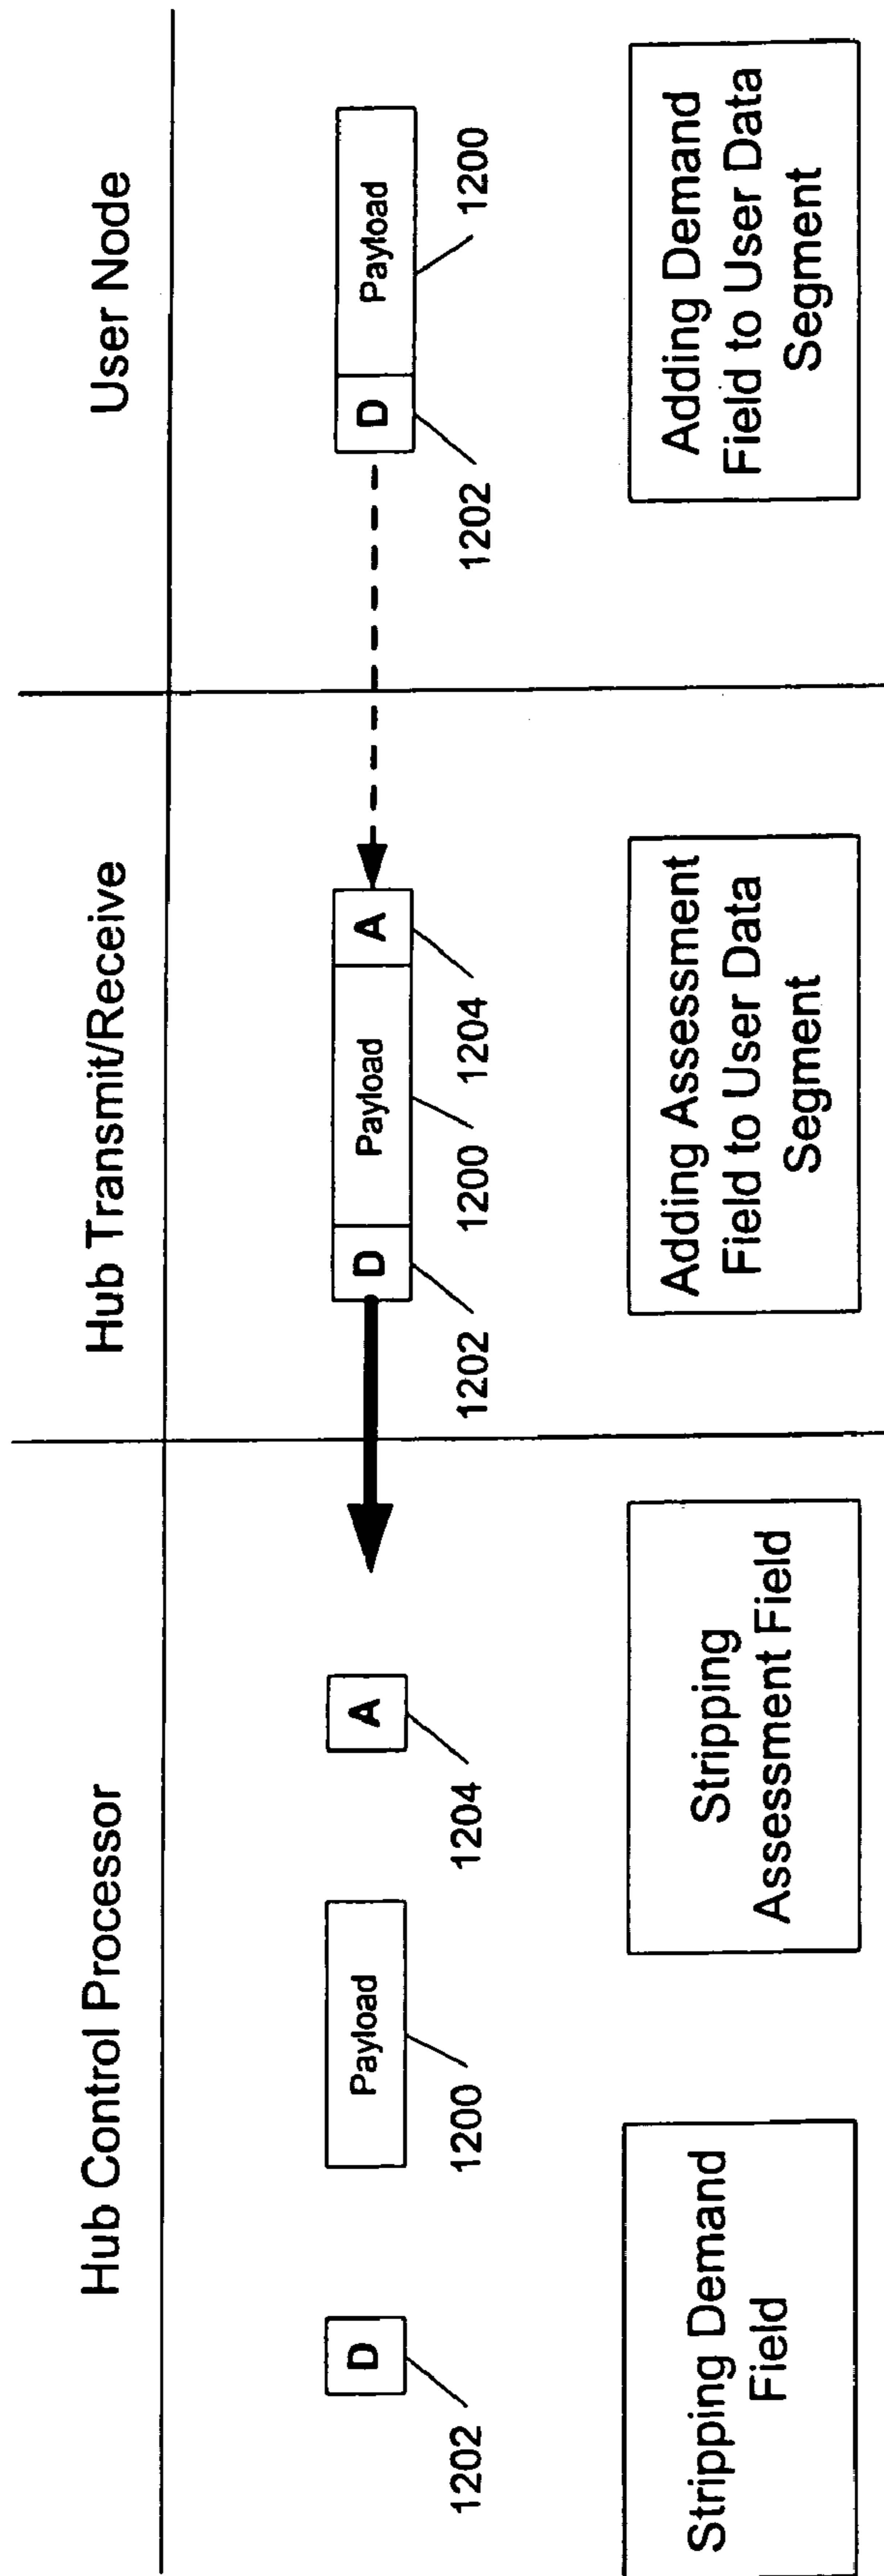 Hub Control Processor
Hub Transmit/Receive
User Node
D
Payload
A
D
Payload
A
D
Payload
1202
1200
1204
1202
1200
1204
1202
1200
Stripping Demand
Field
Stripping
Assessment Field
Adding Assessment
Field to User Data
Segment
Adding Demand
Field to User Data
Segment